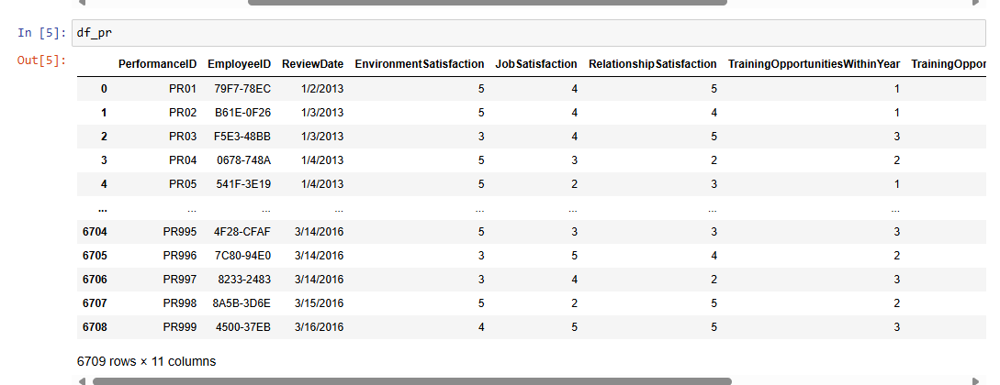 In [5]: df_pr
Out[5]:
PerformanceID EmployeeID ReviewDate EnvironmentSatisfaction JobSatisfaction RelationshipSatisfaction TrainingOpportunitiesWithinYear TrainingOppor
0 PR01 79F7-78EC 1/2/2013 5 4 5 1
1 PR02 B61E-0F26 1/3/2013 5 4 4 1
2 PR03 F5E3-48BB 1/3/2013 3 4 5 3
3 PR04 0678-748A 1/4/2013 5 3 2 2
4 PR05 541F-3E19 1/4/2013 5 2 3 1
... ... ... ... ... ... ... ...
6704 PR995 4F28-CFAF 3/14/2016 5 3 3 3
6705 PR996 7C80-94E0 3/14/2016 3 5 4 2
6706 PR997 8233-2483 3/14/2016 3 4 2 3
6707 PR998 8A5B-3D6E 3/15/2016 5 2 5 2
6708 PR999 4500-37EB 3/16/2016 4 5 5 3
6709 rows × 11 columns